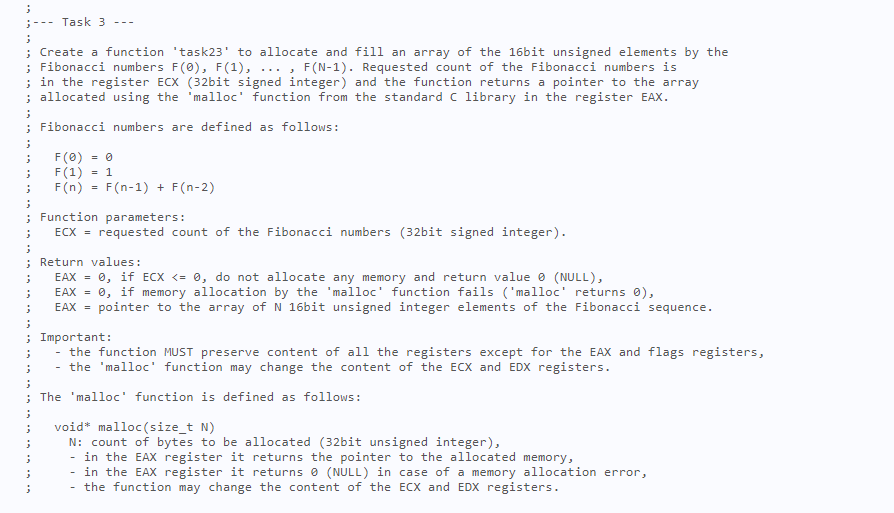 ;
;--- Task 3 ---
;
; Create a function 'task23' to allocate and fill an array of the 16bit unsigned elements by the
; Fibonacci numbers F(0), F(1), ... , F(N-1). Requested count of the Fibonacci numbers is
; in the register ECX (32bit signed integer) and the function returns a pointer to the array
; allocated using the 'malloc' function from the standard C library in the register EAX.
;
; Fibonacci numbers are defined as follows:
;
;   F(0) = 0
;   F(1) = 1
;   F(n) = F(n-1) + F(n-2)
;
; Function parameters:
;   ECX = requested count of the Fibonacci numbers (32bit signed integer).
;
; Return values:
;   EAX = 0, if ECX <= 0, do not allocate any memory and return value 0 (NULL),
;   EAX = 0, if memory allocation by the 'malloc' function fails ('malloc' returns 0),
;   EAX = pointer to the array of N 16bit unsigned integer elements of the Fibonacci sequence.
;
; Important:
;   - the function MUST preserve content of all the registers except for the EAX and flags registers,
;   - the 'malloc' function may change the content of the ECX and EDX registers.
;
; The 'malloc' function is defined as follows:
;
;   void* malloc(size_t N)
;     N: count of bytes to be allocated (32bit unsigned integer),
;     - in the EAX register it returns the pointer to the allocated memory,
;     - in the EAX register it returns 0 (NULL) in case of a memory allocation error,
;     - the function may change the content of the ECX and EDX registers.